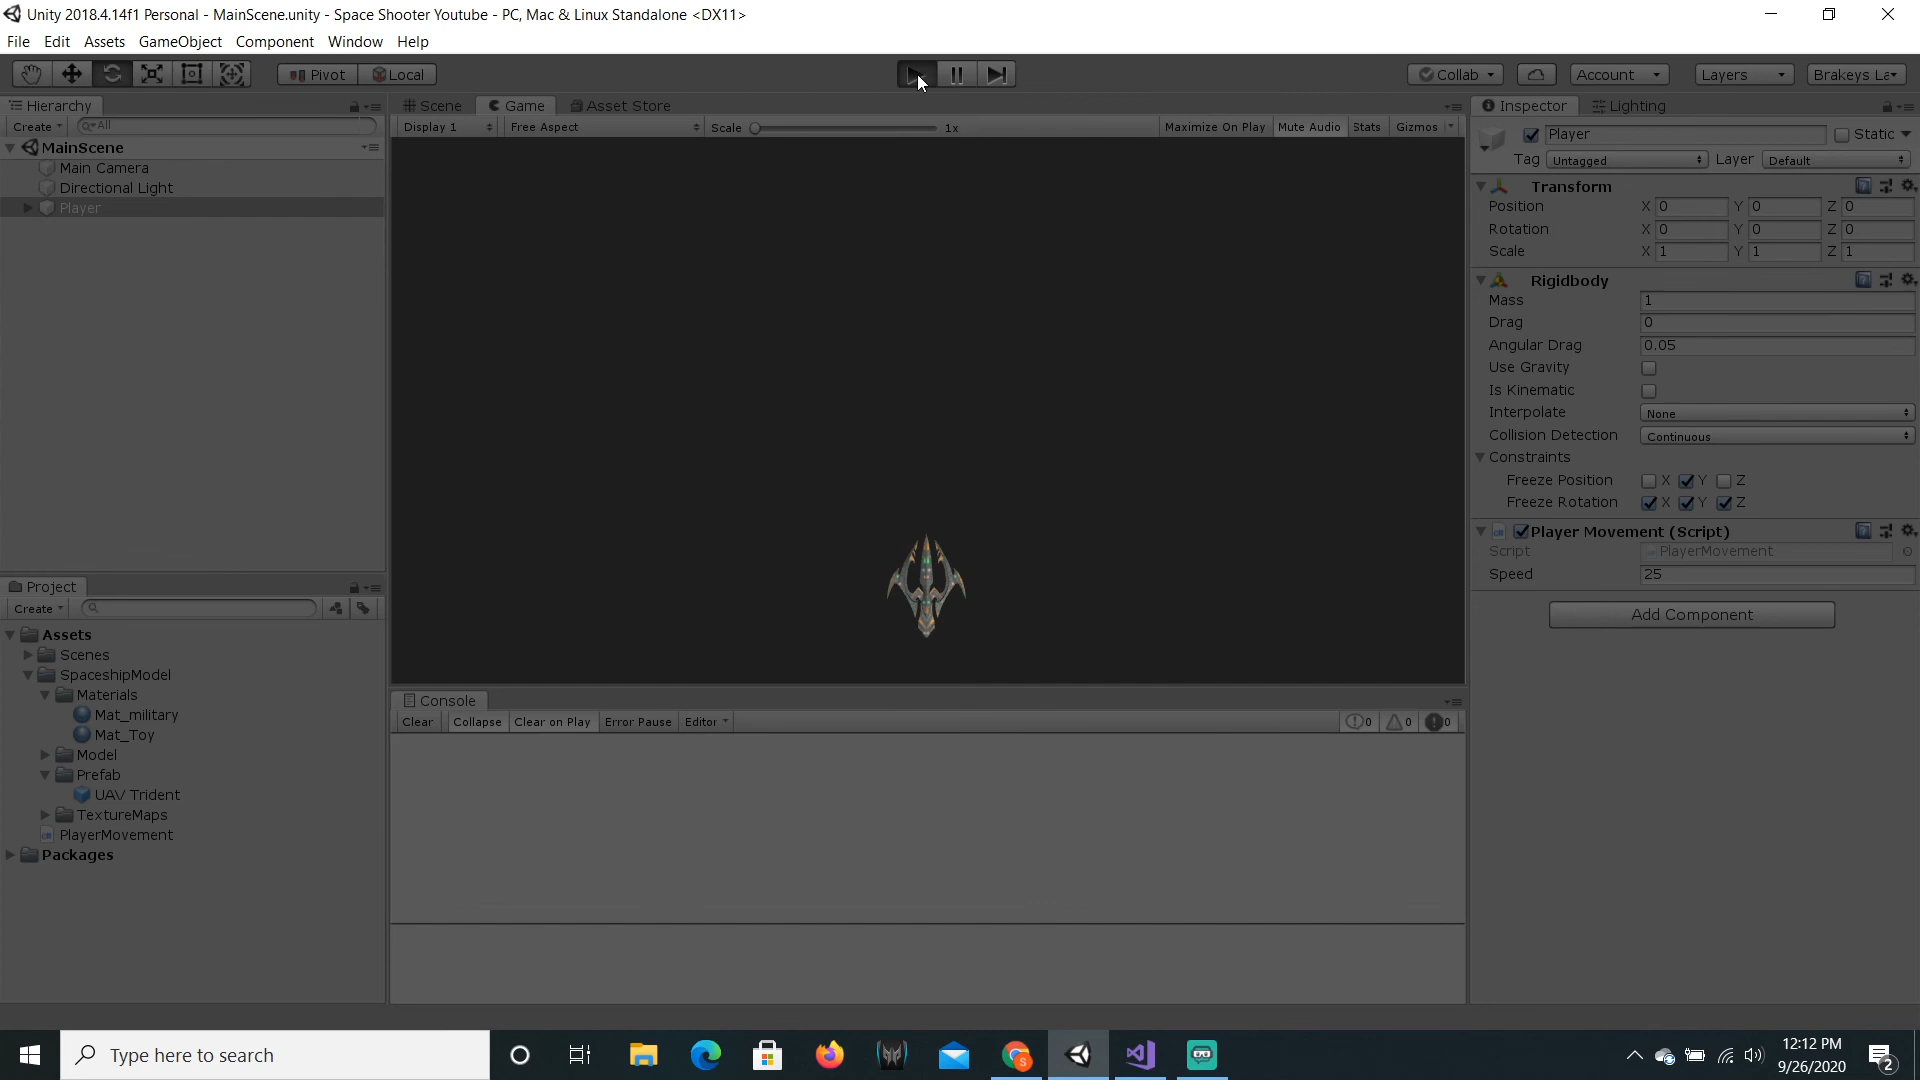 Unity 2018.4.14f1 Personal - MainScene.unity - Space Shooter Youtube - PC, Mac & Linux Standalone <DX11>
File Edit Assets GameObject Component Window Help
Pivot Local Collab Account Layers Brakeys La
Hierarchy Scene Game Asset Store Inspector Lighting
Create All Display 1 Free Aspect Scale 1x Maximize On Play Mute Audio Stats Gizmos
Player Static
Tag Untagged Layer Default
MainScene
Main Camera
Directional Light
Player
Transform
Position X 0 Y 0 Z 0
Rotation X 0 Y 0 Z 0
Scale X 1 Y 1 Z 1
Rigidbody
Mass 1
Drag 0
Angular Drag 0.05
Use Gravity
Is Kinematic
Interpolate None
Collision Detection Continuous
Constraints
Freeze Position X Y Z
Freeze Rotation X Y Z
Player Movement (Script)
Script PlayerMovement
Speed 25
Add Component
Project
Create
Assets
Scenes
SpaceshipModel
Materials
Mat_military
Mat_Toy
Model
Prefab
UAV Trident
TextureMaps
PlayerMovement
Packages
Console
Clear Collapse Clear on Play Error Pause Editor 0 0 0
Type here to search
12:12 PM
9/26/2020
2